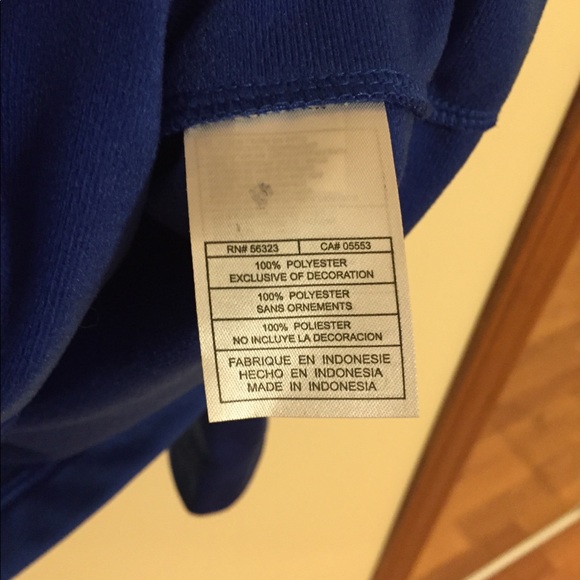 RN# 56323 CA# 05553
100% POLYESTER
EXCLUSIVE OF DECORATION
100% POLYESTER
SANS ORNEMENTS
100% POLIESTER
NO INCLUYE LA DECORACION
FABRIQUE EN INDONESIE
HECHO EN INDONESIA
MADE IN INDONESIA